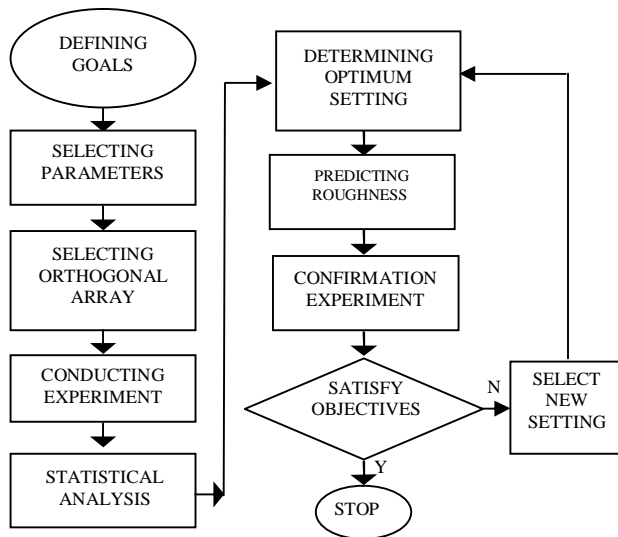 DEFINING
GOALS
SELECTING
PARAMETERS
SELECTING
ORTHOGONAL
ARRAY
CONDUCTING
EXPERIMENT
STATISTICAL
ANALYSIS
DETERMINING
OPTIMUM
SETTING
PREDICTING
ROUGHNESS
CONFIRMATION
EXPERIMENT
SATISFY
OBJECTIVES
N
SELECT
NEW
SETTING
Y
STOP